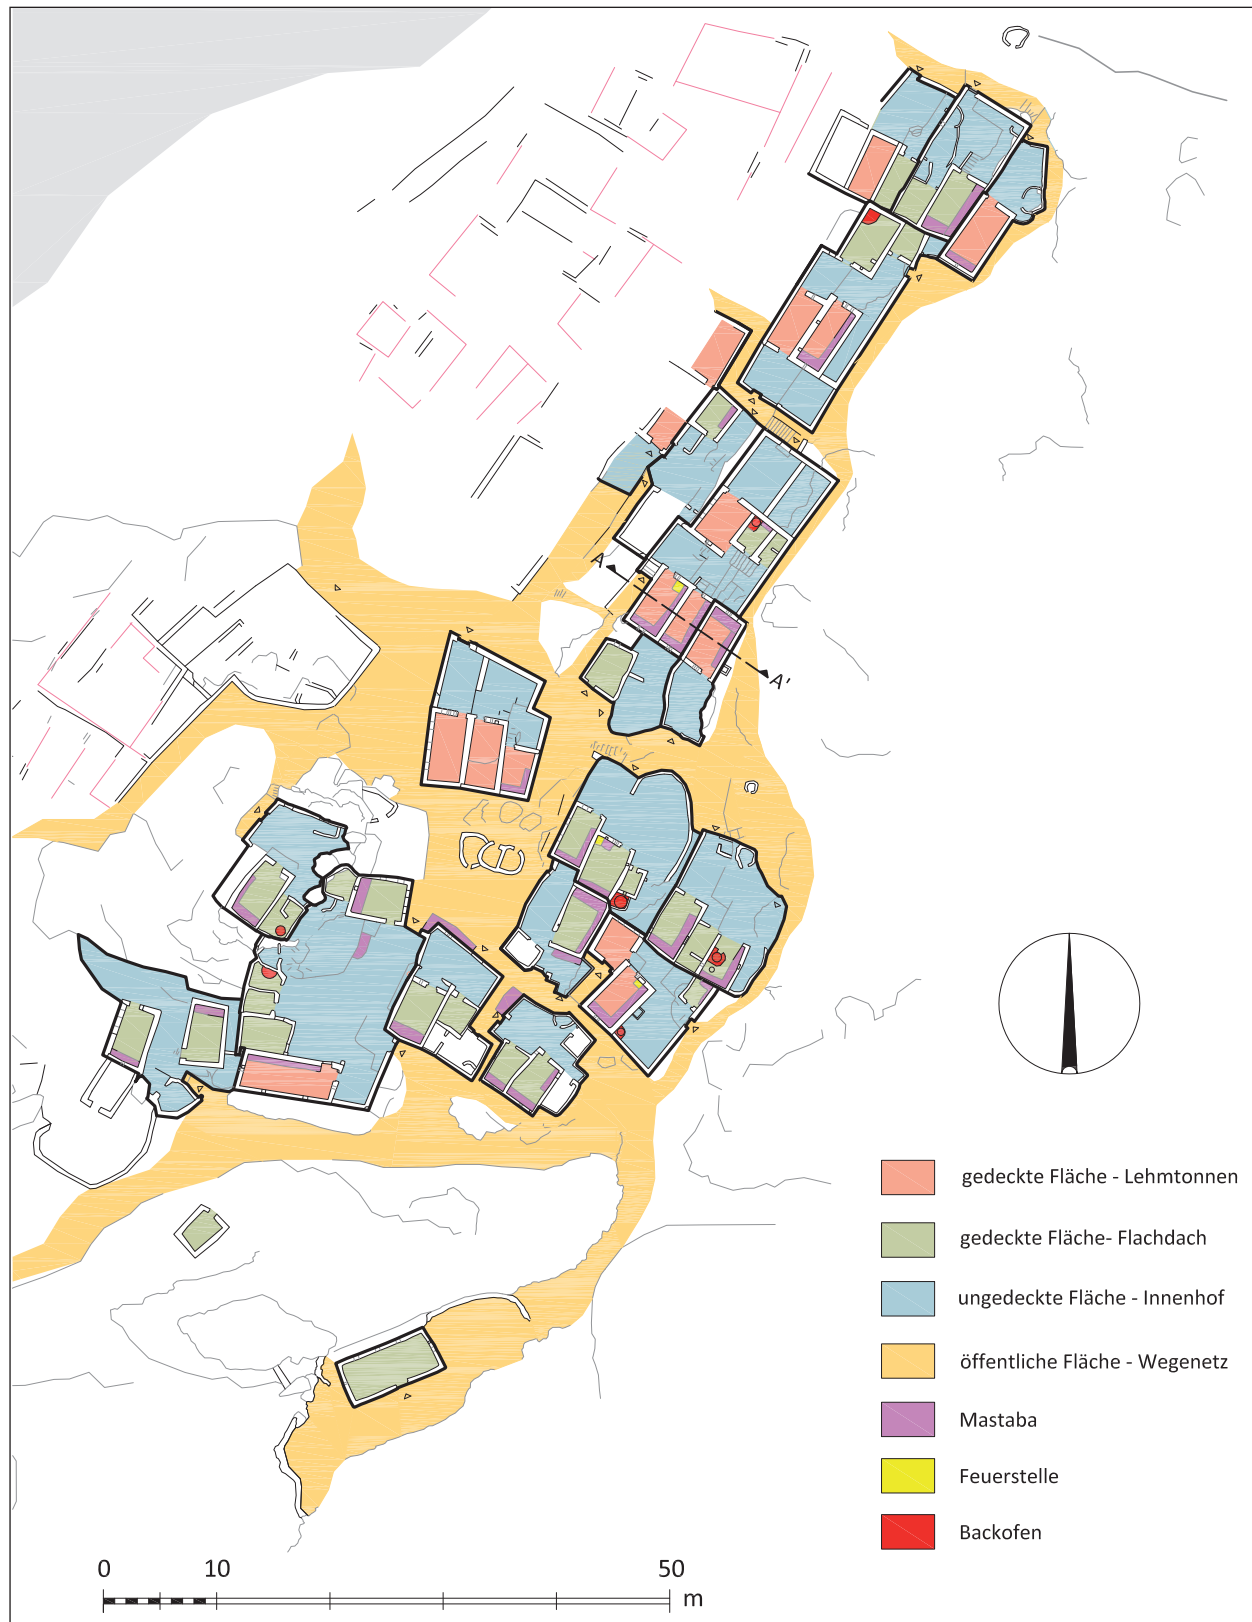 A
A'
gedeckte Fläche - Lehmtonnen
gedeckte Fläche- Flachdach
ungedeckte Fläche - Innenhof
öffentliche Fläche - Wegenetz
Mastaba
Feuerstelle
Backofen
0 10 50
m